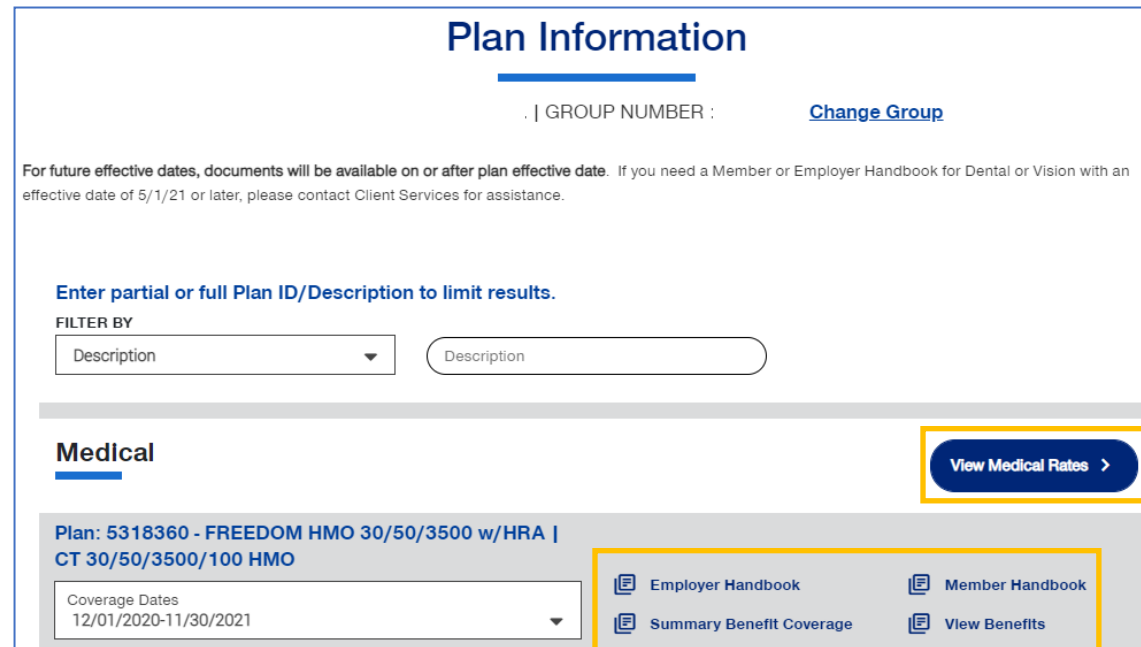 Plan Information
. | GROUP NUMBER : Change Group
For future effective dates, documents will be available on or after plan effective date. If you need a Member or Employer Handbook for Dental or Vision with an
effective date of 5/1/21 or later, please contact Client Services for assistance.
Enter partial or full Plan ID/Description to limit results.
FILTER BY
Description Description
Medical View Medical Rates >
Plan: 5318360 - FREEDOM HMO 30/50/3500 w/HRA |
CT 30/50/3500/100 HMO
Employer Handbook Member Handbook
Coverage Dates
12/01/2020-11/30/2021
Summary Benefit Coverage View Benefits